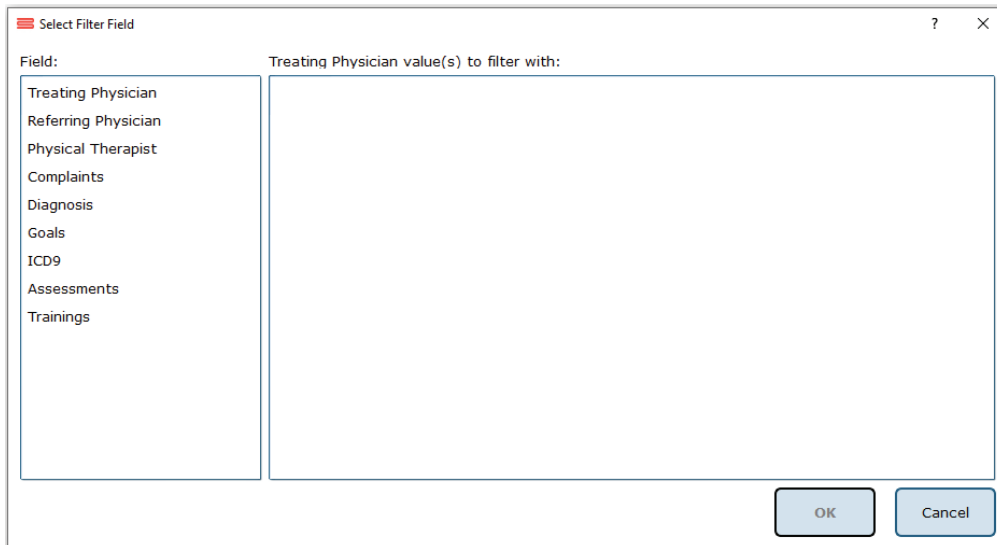 Select Filter Field
?
Field:
Treating Physician value(s) to filter with:
Treating Physician
Referring Physician
Physical Therapist
Complaints
Diagnosis
Goals
ICD9
Assessments
Trainings
OK
Cancel